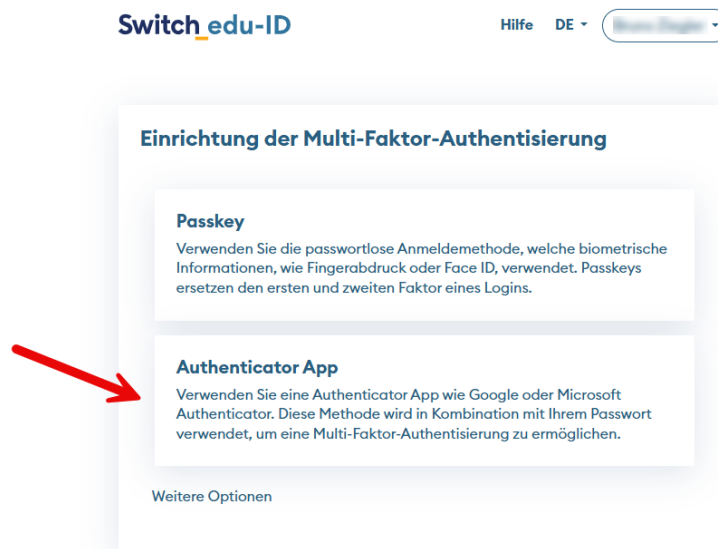 Switch_edu-ID
Hilfe DE
Einrichtung der Multi-Faktor-Authentisierung
Passkey
Verwenden Sie die passwortlose Anmeldemethode, welche biometrische
Informationen, wie Fingerabdruck oder Face ID, verwendet. Passkeys
ersetzen den ersten und zweiten Faktor eines Logins.
Authenticator App
Verwenden Sie eine Authenticator App wie Google oder Microsoft
Authenticator. Diese Methode wird in Kombination mit Ihrem Passwort
verwendet, um eine Multi-Faktor-Authentisierung zu ermöglichen.
Weitere Optionen